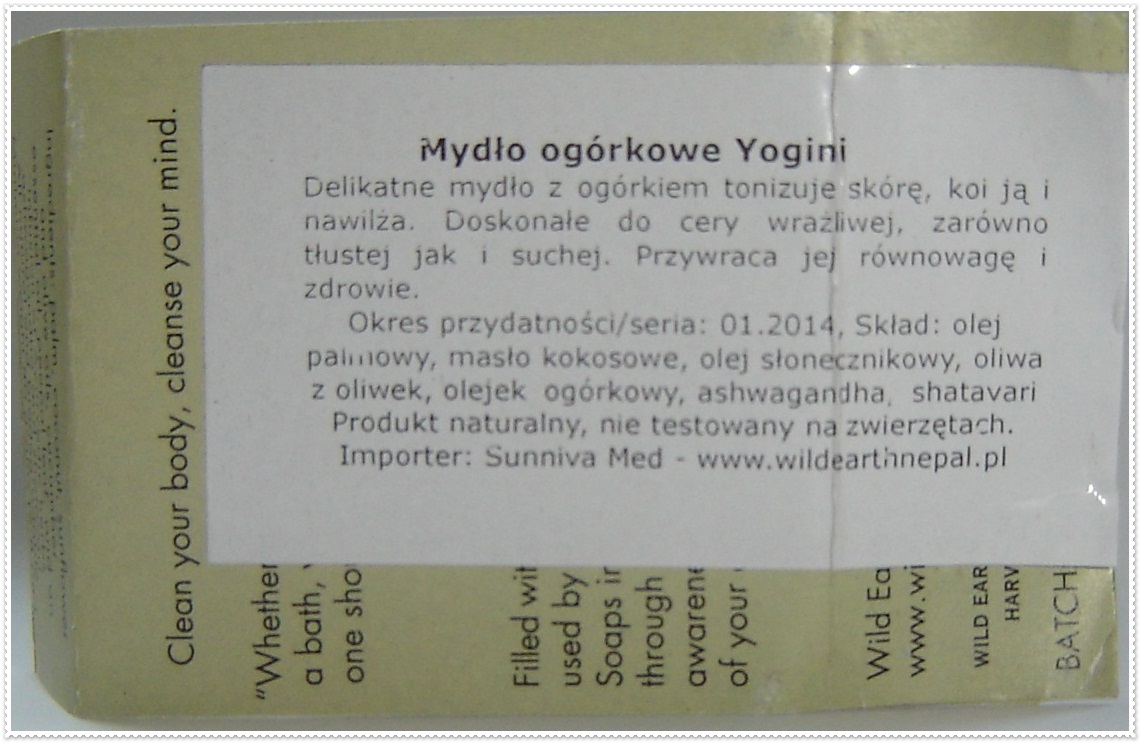 Mydło ogórkowe Yogini
Delikatne mydło z ogórkiem tonizuje skórę, koi ją i
nawilża. Doskonałe do cery wrażliwej, zarówno
tłustej jak i suchej. Przywraca jej równowagę i
zdrowie.
Okres przydatności/seria: 01.2014, Skład: olej
palmowy, masło kokosowe, olej słonecznikowy, oliwa
z oliwek, olejek ogórkowy, ashwagandha, shatavari
Produkt naturalny, nie testowany na zwierzętach.
Importer: Sunniva Med - www.wildearthnepal.pl
Clean your body, cleanse your mind.
"Whether
a bath,
one sho
Filled wit
used by
Soaps in
through
awarene
of your
Wild Ea
www.wi
WILD EAR
HARV
BATCH